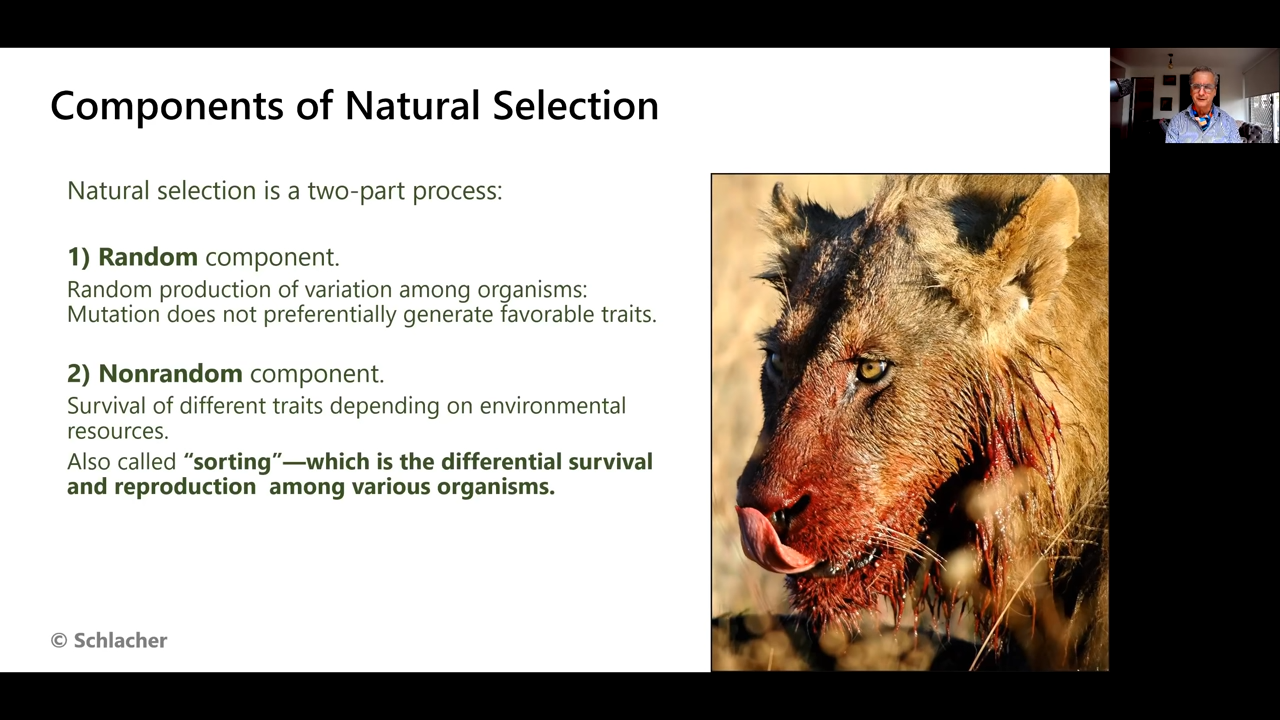 Components of Natural Selection
Natural selection is a two-part process:
1) Random component.
Random production of variation among organisms:
Mutation does not preferentially generate favorable traits.
2) Nonrandom component.
Survival of different traits depending on environmental
resources.
Also called “sorting”—which is the differential survival
and reproduction  among various organisms.
© Schlacher